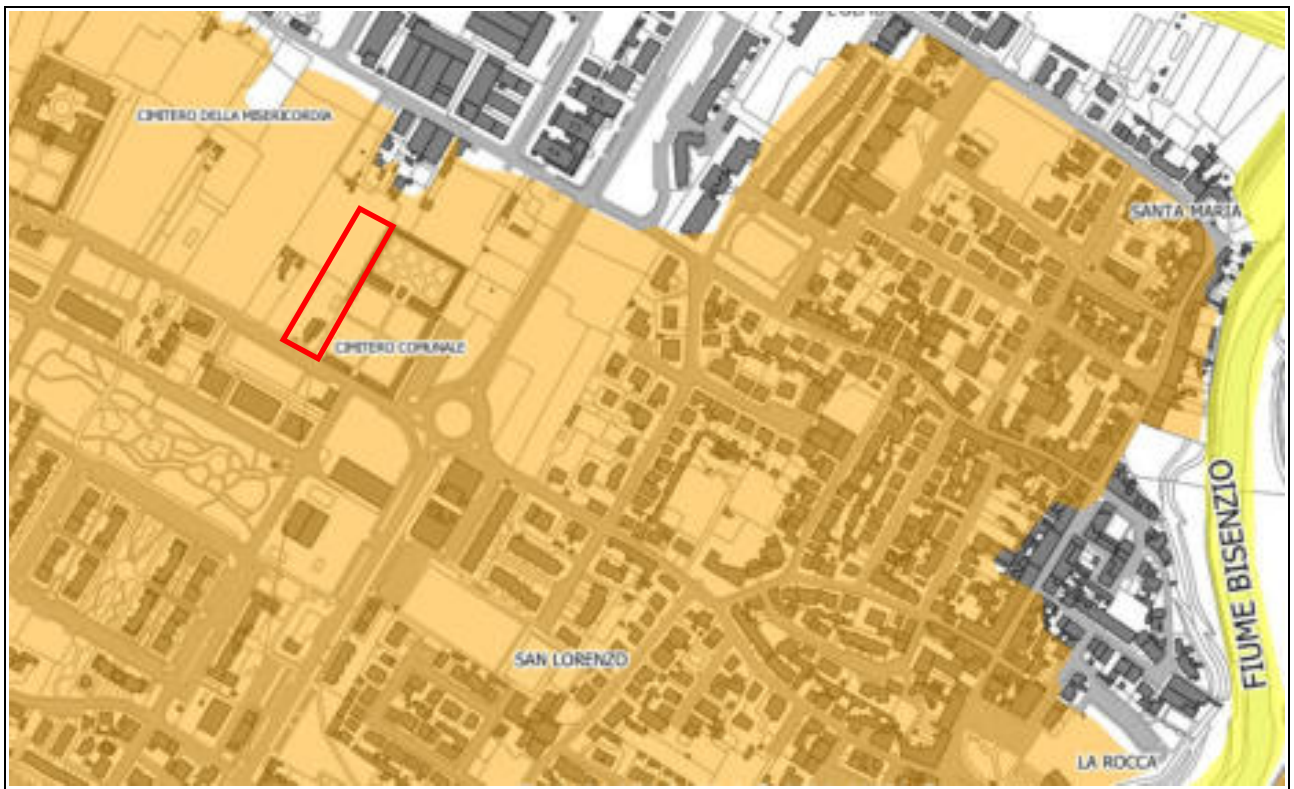 CIMITERO DELLA MISERICORDIA
SANTA MARIA
CIMITERO COMUNALE
FIUME BISENZIO
SAN LORENZO
LA ROCCA